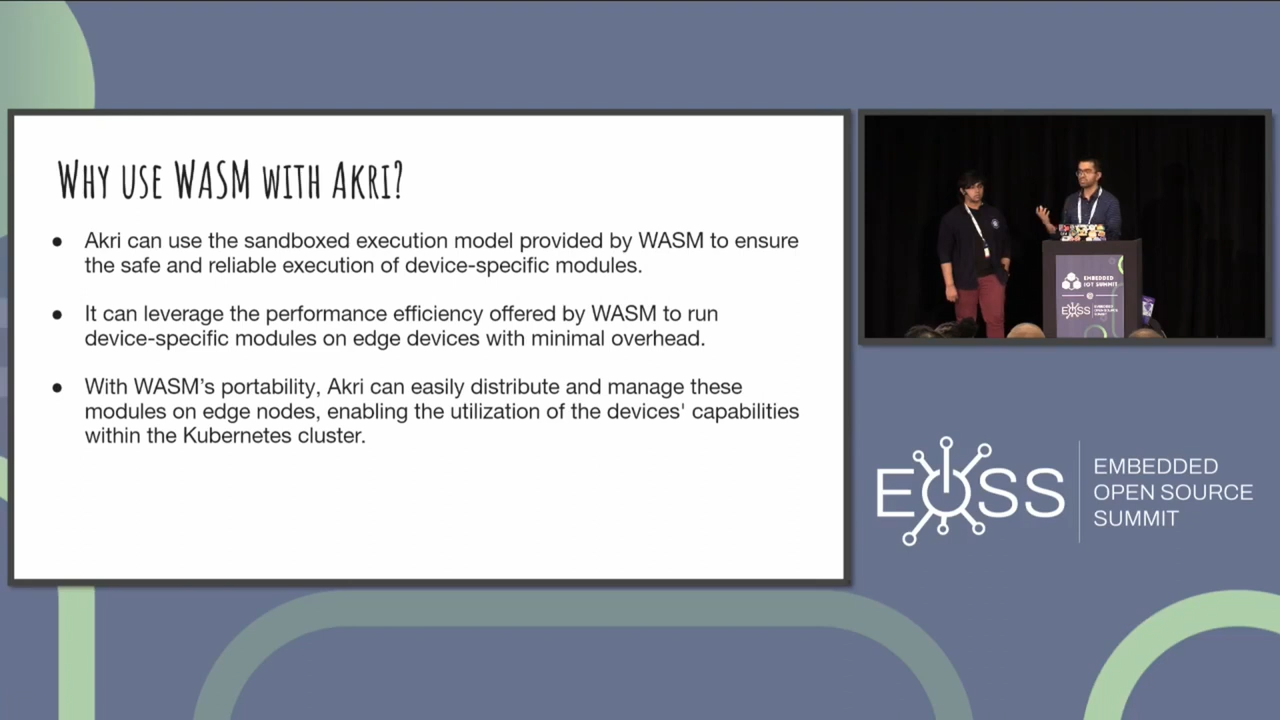 WHY USE WASM WITH AKRI?
● Akri can use the sandboxed execution model provided by WASM to ensure
the safe and reliable execution of device-specific modules.
● It can leverage the performance efficiency offered by WASM to run
device-specific modules on edge devices with minimal overhead.
● With WASM's portability, Akri can easily distribute and manage these
modules on edge nodes, enabling the utilization of the devices' capabilities
within the Kubernetes cluster.
EMBEDDED
IOT SUMMIT
EOSS
EOSS
EMBEDDED
OPEN SOURCE
SUMMIT